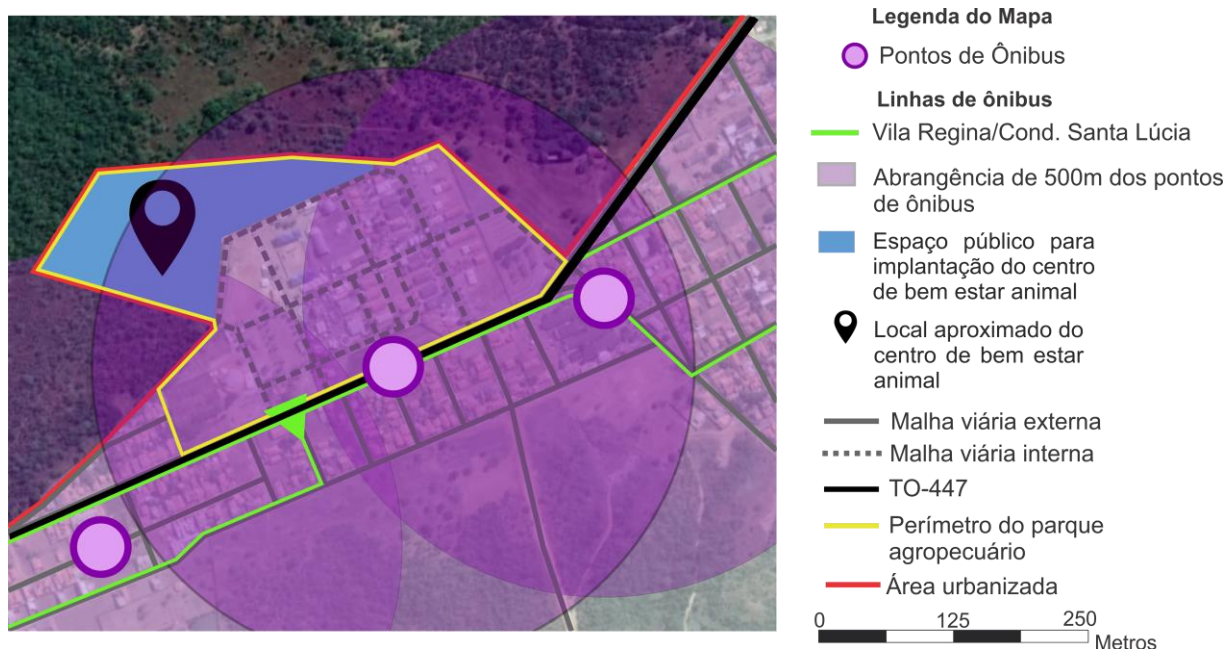 Legenda do Mapa
Pontos de Ônibus
Linhas de ônibus
Vila Regina/Cond. Santa Lúcia
Abrangência de 500m dos pontos
de ônibus
Espaço público para
implantação do centro
de bem estar animal
Local aproximado do
centro de bem estar
animal
Malha viária externa
Malha viária interna
TO-447
Perímetro do parque
agropecuário
Área urbanizada
0 125 250
Metros